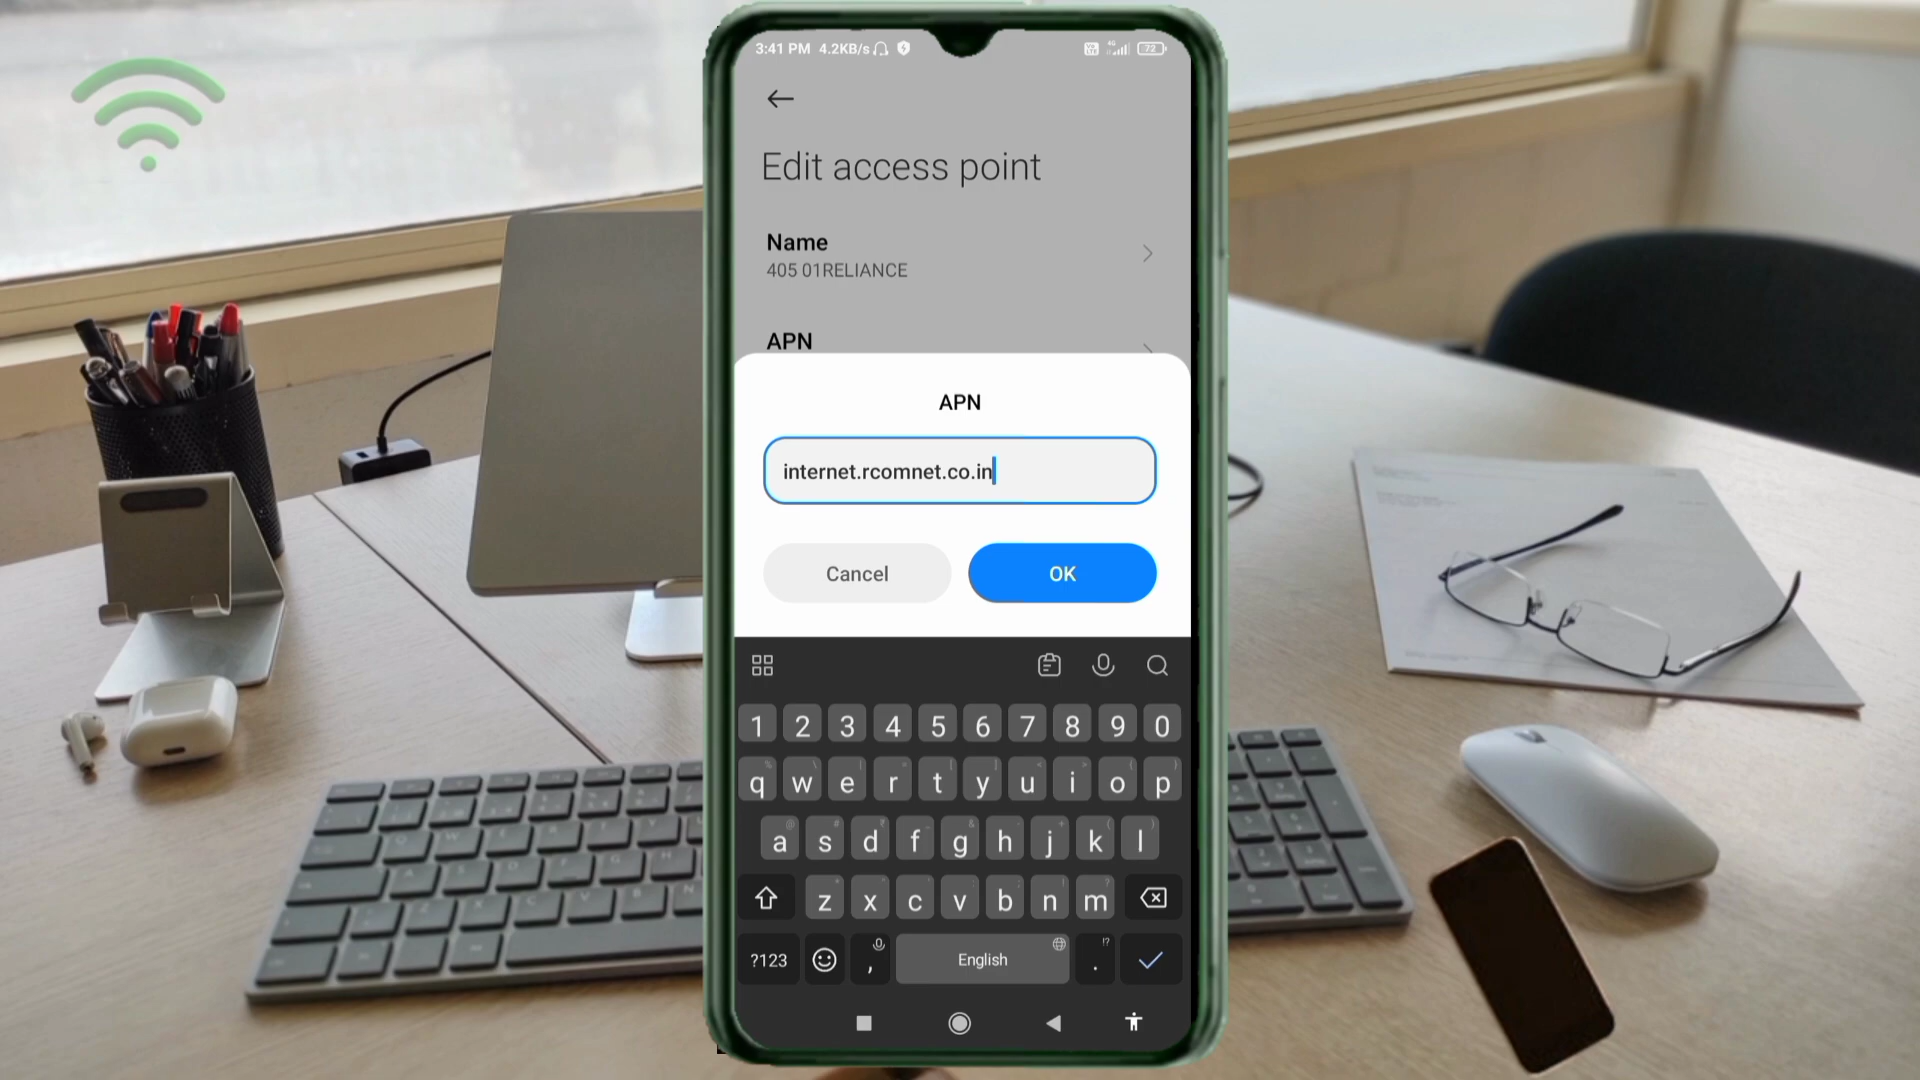 3:41 PM 4.2KB/s 72
Edit access point
Name
405 01RELIANCE
APN
APN
internet.rcomnet.co.in
Cancel
OK
1 2 3 4 5 6 7 8 9 0
q w e r t y u i o p
a s d f g h j k l
z x c v b n m
?123 , English .